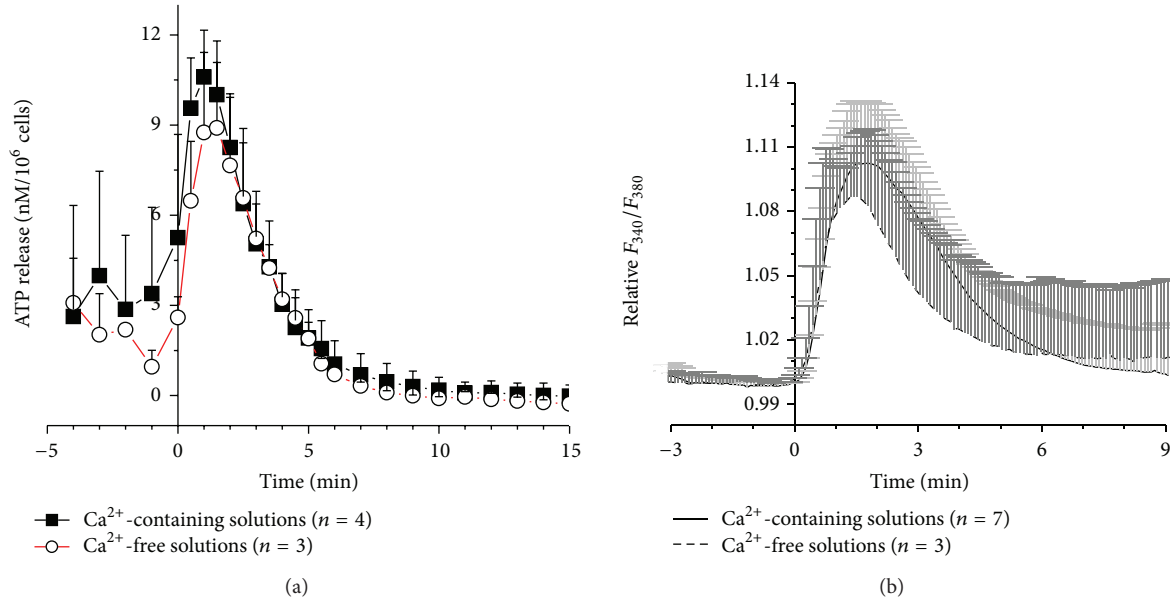 12
9
6
3
0
ATP release (nM/10⁶ cells)
−5
0
5
10
15
Time (min)
Ca²⁺-containing solutions (n = 4)
Ca²⁺-free solutions (n = 3)
(a)
1.14
1.11
1.08
1.05
1.02
0.99
Relative F₃₄₀/F₃₈₀
−3
0
3
6
9
Time (min)
Ca²⁺-containing solutions (n = 7)
Ca²⁺-free solutions (n = 3)
(b)